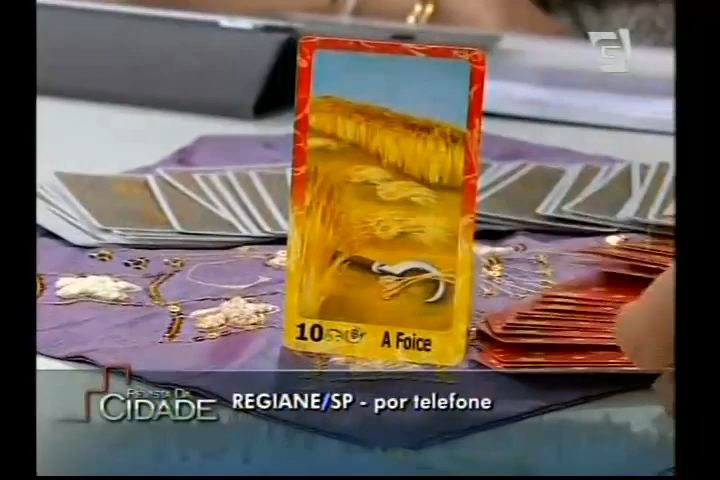 10 A Foice
REVISTA DA
CIDADE
REGIANE/SP - por telefone